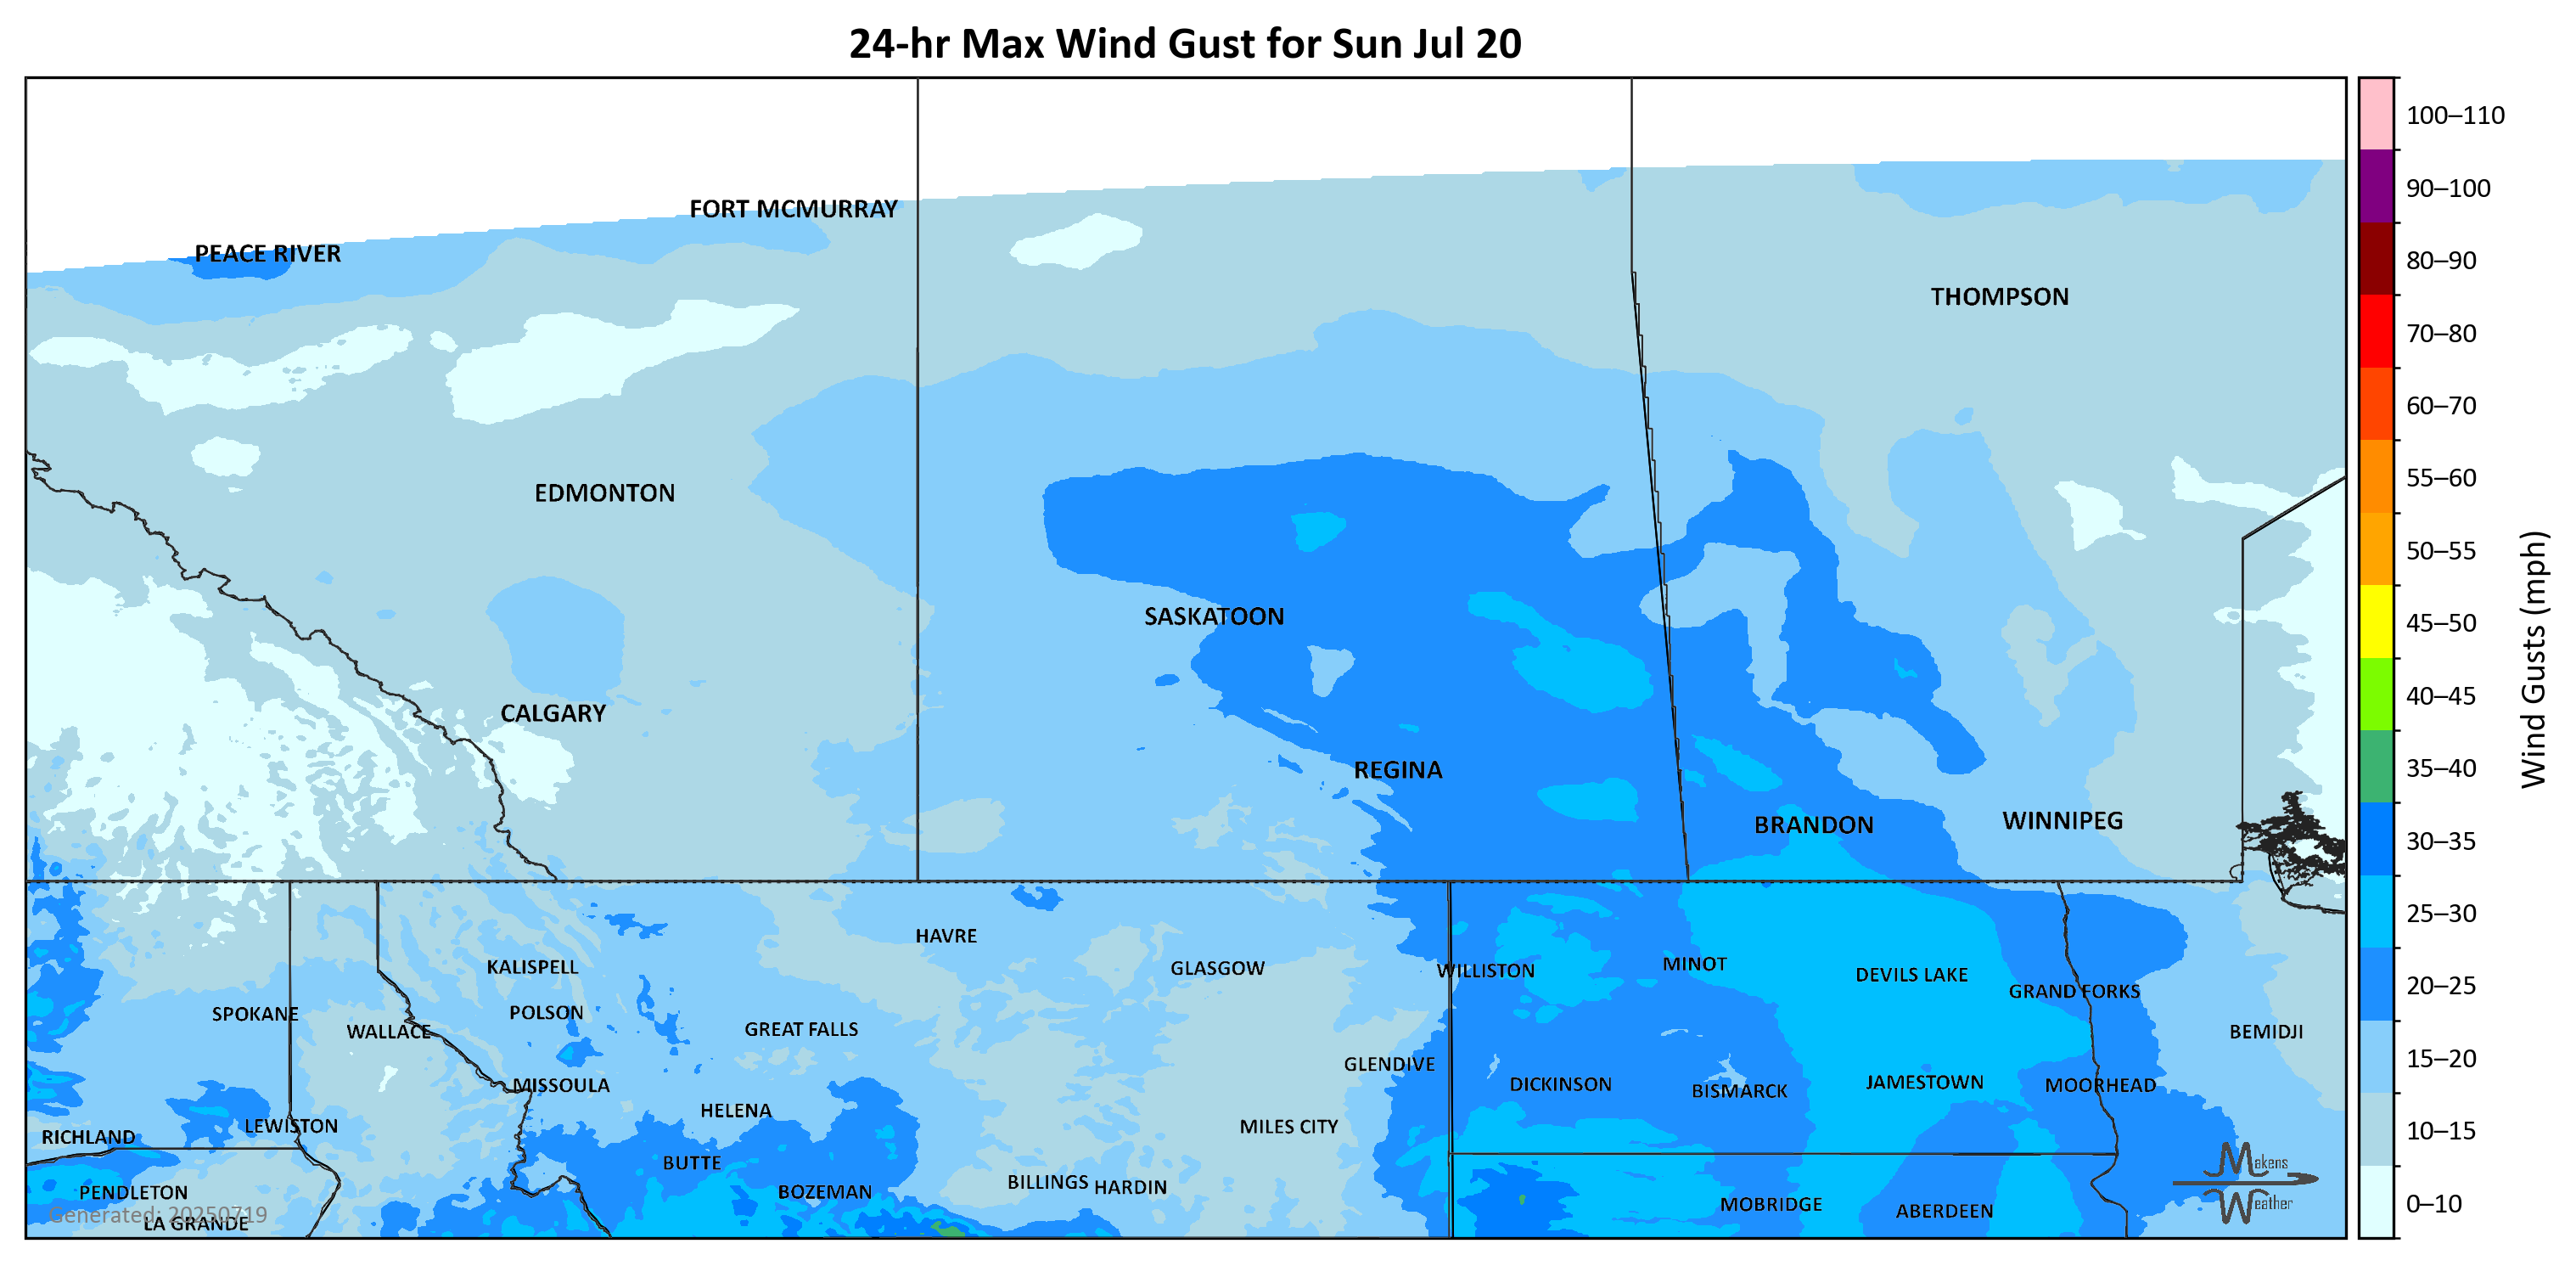 24-hr Max Wind Gust for Sun Jul 20
100–110
90–100
80–90
70–80
60–70
55–60
50–55
45–50
40–45
35–40
30–35
25–30
20–25
15–20
10–15
0–10
Wind Gusts (mph)
FORT MCMURRAY
PEACE RIVER
THOMPSON
EDMONTON
SASKATOON
CALGARY
REGINA
BRANDON
WINNIPEG
HAVRE
KALISPELL
GLASGOW
WILLISTON
MINOT
DEVILS LAKE
GRAND FORKS
SPOKANE
POLSON
WALLACE
GREAT FALLS
BEMIDJI
GLENDIVE
MISSOULA
DICKINSON
BISMARCK
JAMESTOWN
MOORHEAD
HELENA
LEWISTON
MILES CITY
RICHLAND
BUTTE
PENDLETON
BOZEMAN
BILLINGS
HARDIN
MOBRIDGE
ABERDEEN
LA GRANDE
Generated: 20250719
Makens
Weather